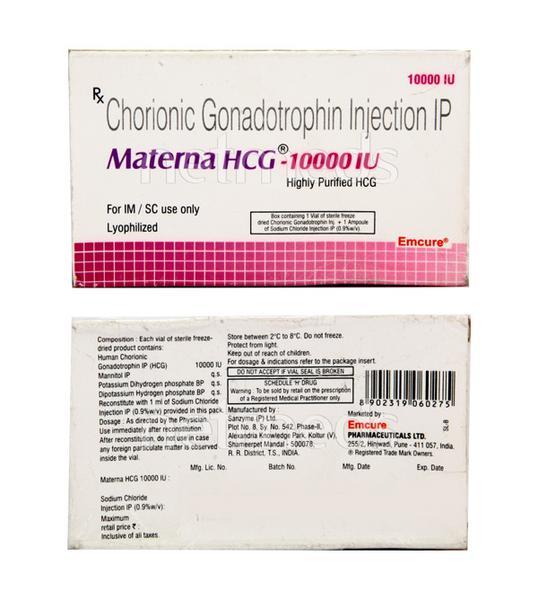 10000 IU
Rx
Chorionic Gonadotrophin Injection IP
Materna HCG®-10000 IU
netmeds
Highly Purified HCG
For IM / SC use only
Lyophilized
Box containing 1 Vial of sterile freeze
dried Chorionic Gonadotrophin Inj. + 1 Ampoule
of Sodium Chloride Injection IP (0.9%w/v)
Emcure®
Composition : Each vial of sterile freeze-
dried product contains:
Human Chorionic
Gonadotrophin IP (HCG) 10000 IU
Mannitol IP q.s.
Potassium Dihydrogen phosphate BP q.s.
Dipotassium Hydrogen phosphate BP q.s.
Reconstitute with 1 ml of Sodium Chloride
Injection IP (0.9%w/v) provided in this pack.
Dosage : As directed by the Physician.
Use immediately after reconstitution.
After reconstitution, do not use in case
any foreign particulate matter is observed
inside the vial.
Materna HCG 10000 IU :
Sodium Chloride
Injection IP (0.9%w/v):
Maximum
retail price ₹ :
Inclusive of all taxes.
Store between 2°C to 8°C. Do not freeze.
Protect from light.
Keep out of reach of children.
For dosage & indications refer to the package insert.
DO NOT ACCEPT IF VIAL SEAL IS BROKEN
SCHEDULE 'H' DRUG
Warning : To be sold by retail on the prescription
of a Registered Medical Practitioner only.
Manufactured by :
Sanzyme (P) Ltd.
Plot No. 8, Sy. No. 542, Phase-II,
Alexandria Knowledge Park, Koltur (V),
Shameerpet Mandal - 500078,
R. R. District, T.S., INDIA.
Mfg. Lic. No. Batch No. Mfg. Date Exp. Date
8 902319 060275
Marketed by
Emcure
PHARMACEUTICALS LTD.
255/2, Hinjwadi, Pune - 411 057, India.
® Registered Trade Mark Owners.
SL-B